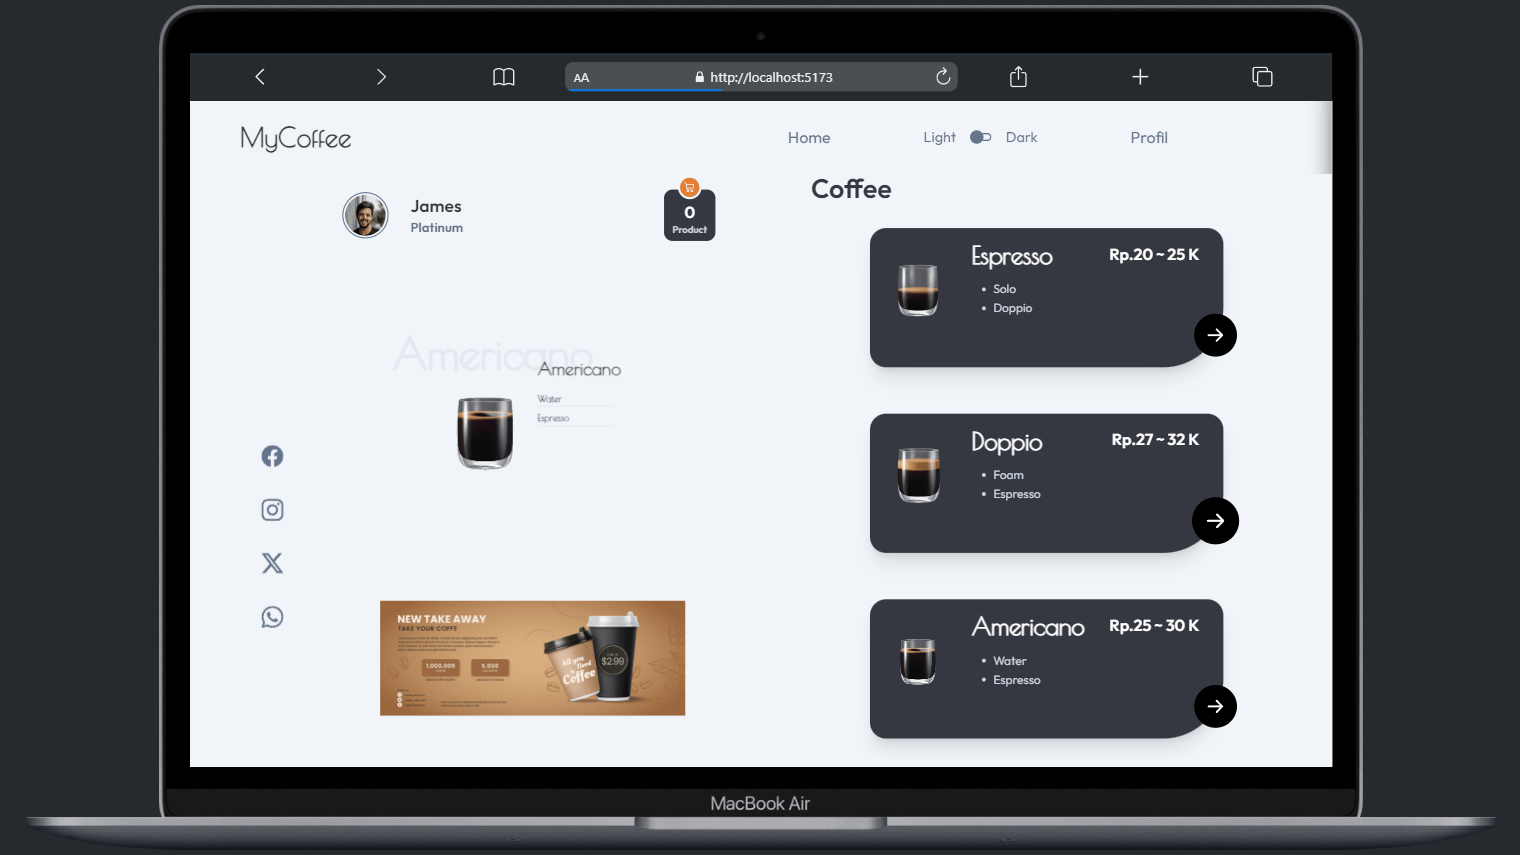 AA
http://localhost:5173
MyCoffee
Home
Light
Dark
Profil
James
Platinum
0
Product
Americano
Americano
Water
Espresso
NEW TAKE AWAY
TAKE YOUR COFFE
1.000.009
5.000
All you
Need
is
Coffee
$2.99
Coffee
Espresso
Rp.20 ~ 25 K
Solo
Doppio
Doppio
Rp.27 ~ 32 K
Foam
Espresso
Americano
Rp.25 ~ 30 K
Water
Espresso
MacBook Air